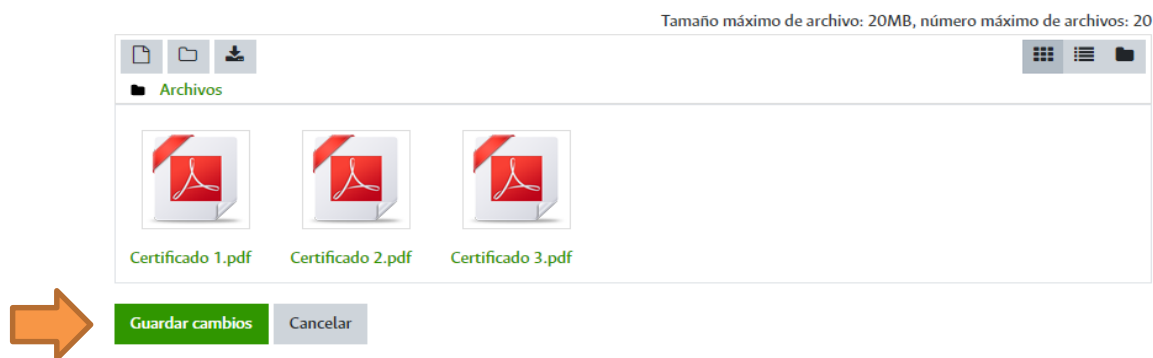 Tamaño máximo de archivo: 20MB, número máximo de archivos: 20
Archivos
Certificado 1.pdf Certificado 2.pdf Certificado 3.pdf
Guardar cambios Cancelar